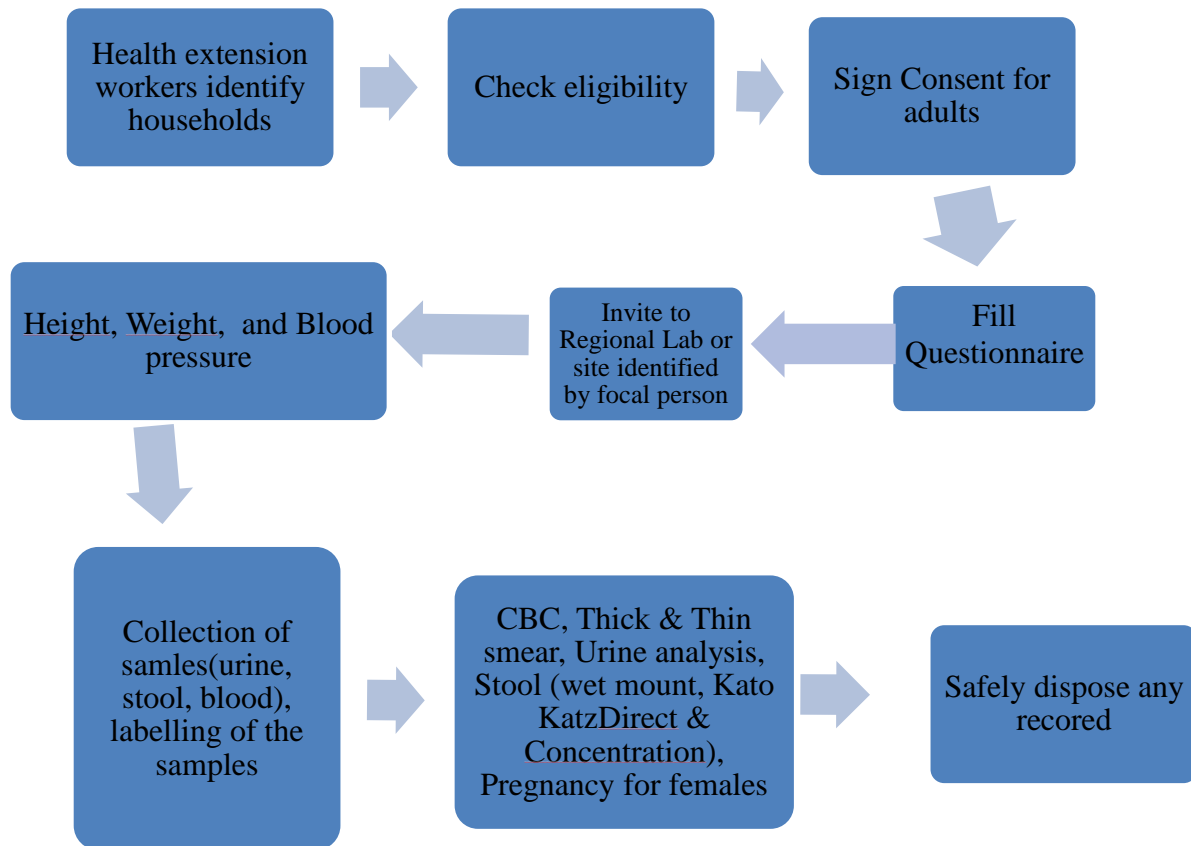 Health extension
workers identify
households
Check eligibility
Sign Consent for
adults
Fill
Questionnaire
Invite to
Regional Lab or
site identified
by focal person
Height, Weight,  and Blood
pressure
Collection of
samles(urine,
stool, blood),
labelling of the
samples
CBC, Thick & Thin
smear, Urine analysis,
Stool (wet mount, Kato
KatzDirect &
Concentration),
Pregnancy for females
Safely dispose any
recored